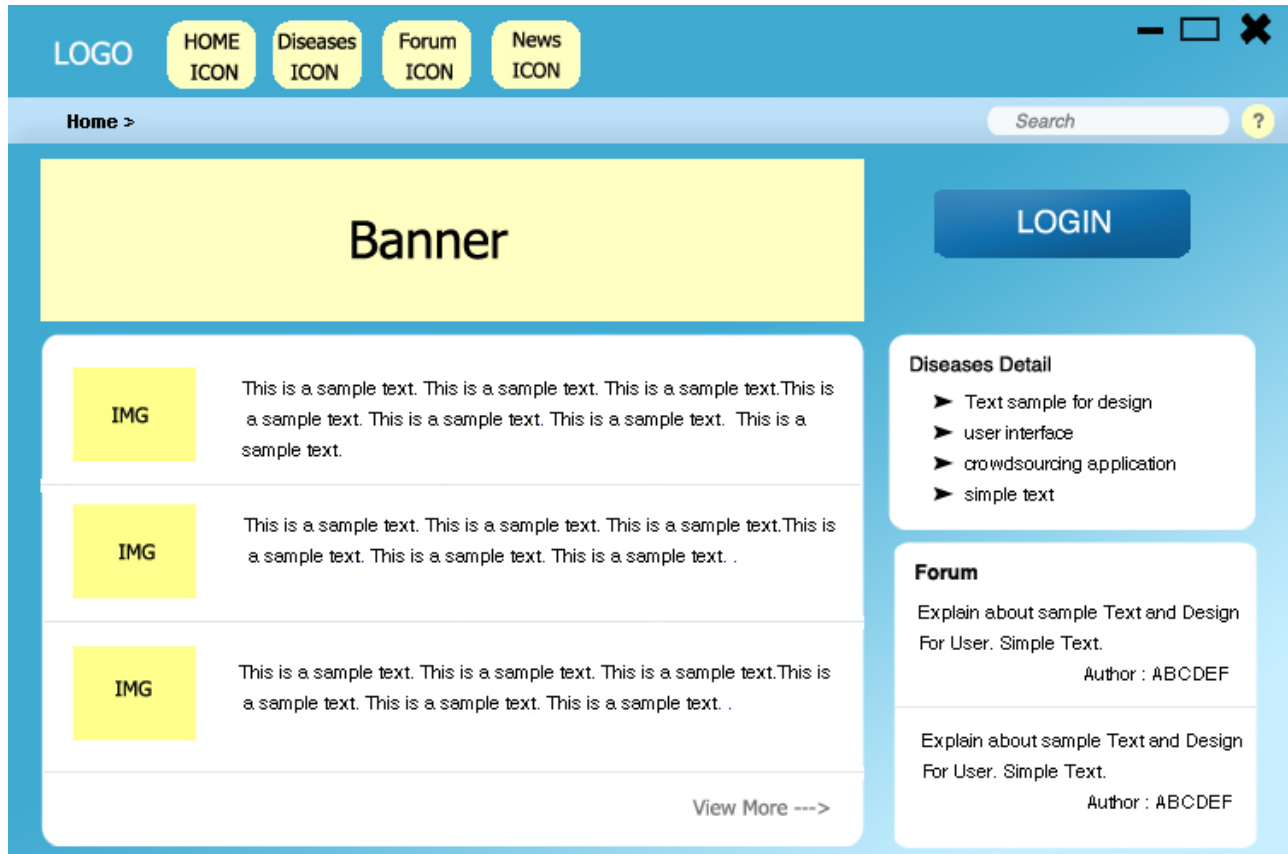 LOGO
HOME
ICON
Diseases
ICON
Forum
ICON
News
ICON
Home >
Search
?
Banner
LOGIN
IMG
This is a sample text. This is a sample text. This is a sample text.This is
a sample text. This is a sample text. This is a sample text. This is a
sample text.
IMG
This is a sample text. This is a sample text. This is a sample text.This is
a sample text. This is a sample text. This is a sample text. .
IMG
This is a sample text. This is a sample text. This is a sample text.This is
a sample text. This is a sample text. This is a sample text. .
View More --->
Diseases Detail
➤ Text sample for design
➤ user interface
➤ crowdsourcing application
➤ simple text
Forum
Explain about sample Text and Design
For User. Simple Text.
Author : ABCDEF
Explain about sample Text and Design
For User. Simple Text.
Author : ABCDEF